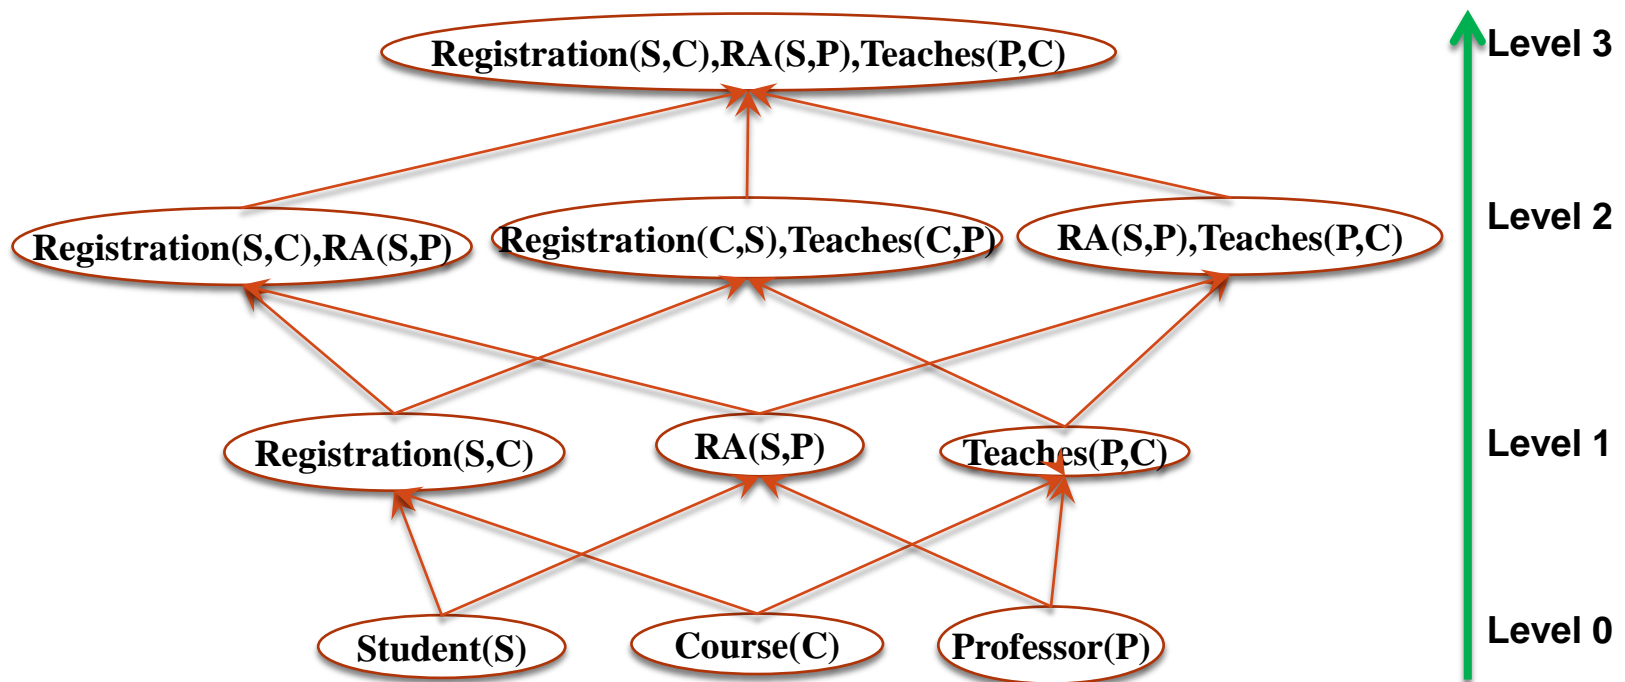 Registration(S,C),RA(S,P),Teaches(P,C)
Level 3
Registration(S,C),RA(S,P)
Registration(C,S),Teaches(C,P)
RA(S,P),Teaches(P,C)
Level 2
Registration(S,C)
RA(S,P)
Teaches(P,C)
Level 1
Student(S)
Course(C)
Professor(P)
Level 0